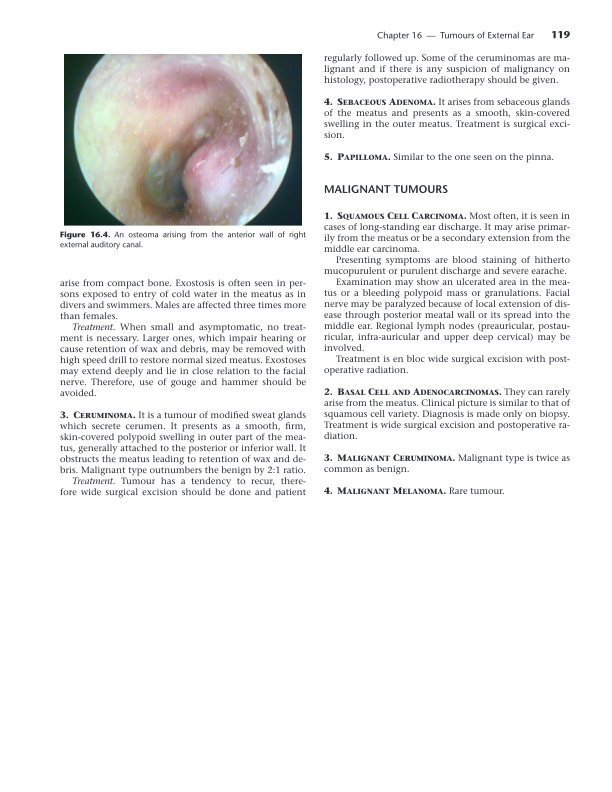 Chapter 16 — Tumours of External Ear 119
Figure 16.4. An osteoma arising from the anterior wall of right
external auditory canal.
arise from compact bone. Exostosis is often seen in per-
sons exposed to entry of cold water in the meatus as in
divers and swimmers. Males are affected three times more
than females.
Treatment. When small and asymptomatic, no treat-
ment is necessary. Larger ones, which impair hearing or
cause retention of wax and debris, may be removed with
high speed drill to restore normal sized meatus. Exostoses
may extend deeply and lie in close relation to the facial
nerve. Therefore, use of gouge and hammer should be
avoided.
3. Ceruminoma. It is a tumour of modified sweat glands
which secrete cerumen. It presents as a smooth, firm,
skin-covered polypoid swelling in outer part of the mea-
tus, generally attached to the posterior or inferior wall. It
obstructs the meatus leading to retention of wax and de-
bris. Malignant type outnumbers the benign by 2:1 ratio.
Treatment. Tumour has a tendency to recur, there-
fore wide surgical excision should be done and patient
regularly followed up. Some of the ceruminomas are ma-
lignant and if there is any suspicion of malignancy on
histology, postoperative radiotherapy should be given.
4. Sebaceous Adenoma. It arises from sebaceous glands
of the meatus and presents as a smooth, skin-covered
swelling in the outer meatus. Treatment is surgical exci-
sion.
5. Papilloma. Similar to the one seen on the pinna.
MALIGNANT TUMOURS
1. Squamous Cell Carcinoma. Most often, it is seen in
cases of long-standing ear discharge. It may arise primar-
ily from the meatus or be a secondary extension from the
middle ear carcinoma.
Presenting symptoms are blood staining of hitherto
mucopurulent or purulent discharge and severe earache.
Examination may show an ulcerated area in the mea-
tus or a bleeding polypoid mass or granulations. Facial
nerve may be paralyzed because of local extension of dis-
ease through posterior meatal wall or its spread into the
middle ear. Regional lymph nodes (preauricular, postau-
ricular, infra-auricular and upper deep cervical) may be
involved.
Treatment is en bloc wide surgical excision with post-
operative radiation.
2. Basal Cell and Adenocarcinomas. They can rarely
arise from the meatus. Clinical picture is similar to that of
squamous cell variety. Diagnosis is made only on biopsy.
Treatment is wide surgical excision and postoperative ra-
diation.
3. Malignant Ceruminoma. Malignant type is twice as
common as benign.
4. Malignant Melanoma. Rare tumour.